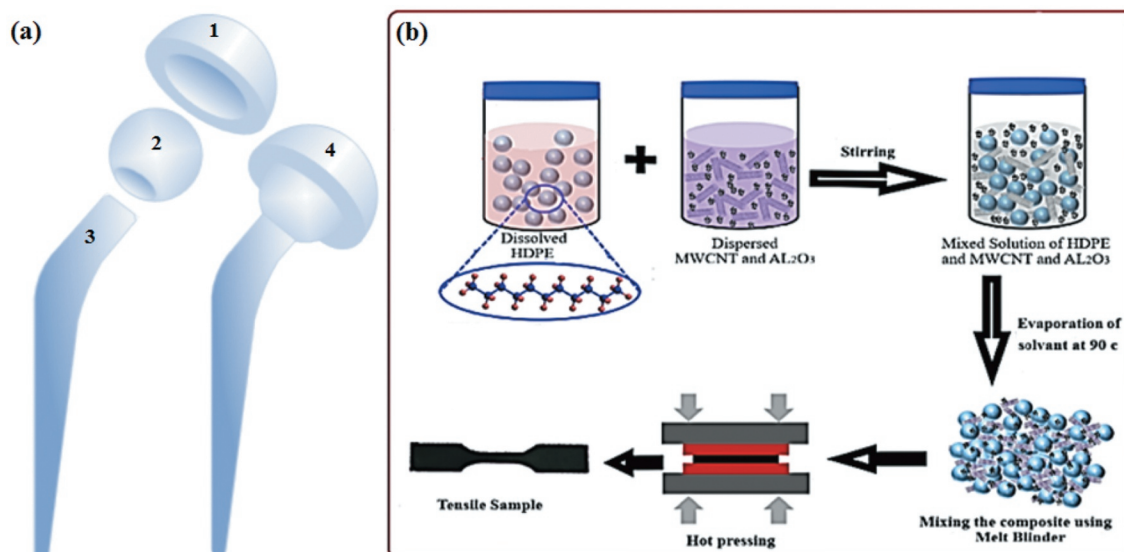 (a)
1
2
3
4
(b)
Dissolved
HDPE
Dispersed
MWCNT and AL2O3
Stirring
Mixed Solution of HDPE
and MWCNT and AL2O3
Evaporation of
solvant at 90 c
Mixing the composite using
Melt Blinder
Hot pressing
Tensile Sample